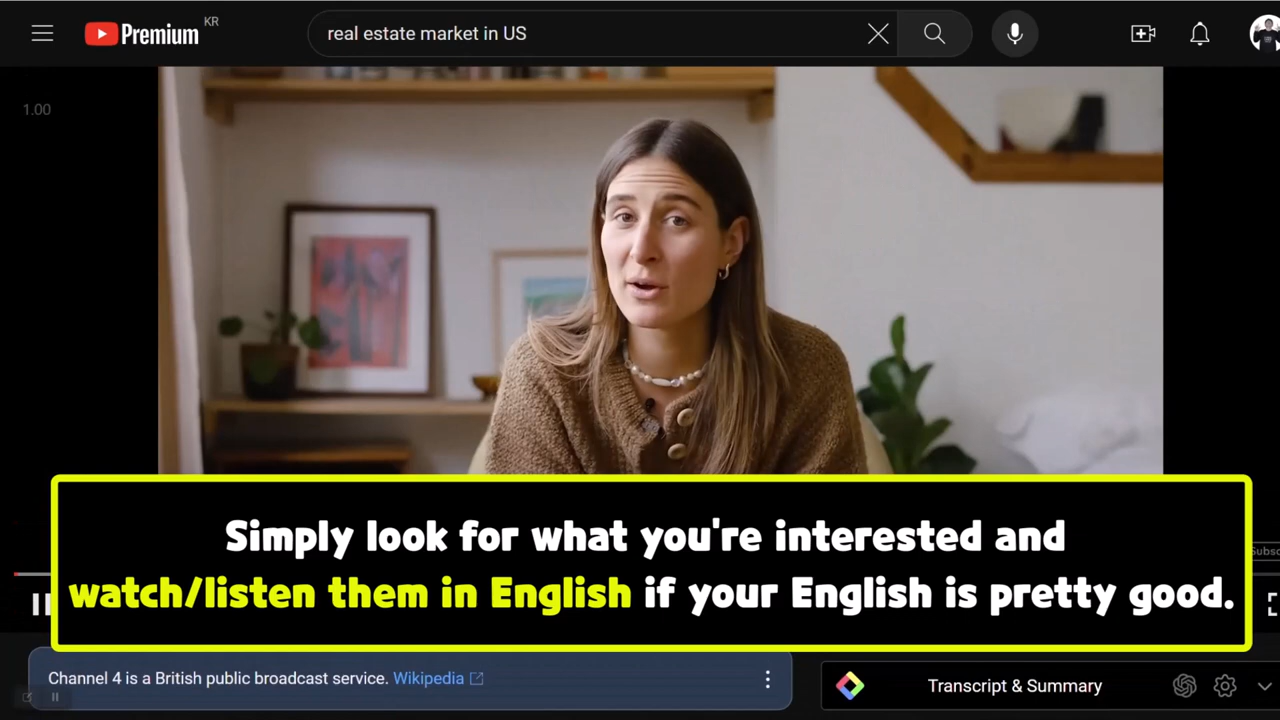 Premium KR
real estate market in US
1.00
Simply look for what you're interested and
watch/listen them in English if your English is pretty good.
Subsc
Channel 4 is a British public broadcast service. Wikipedia
Transcript & Summary